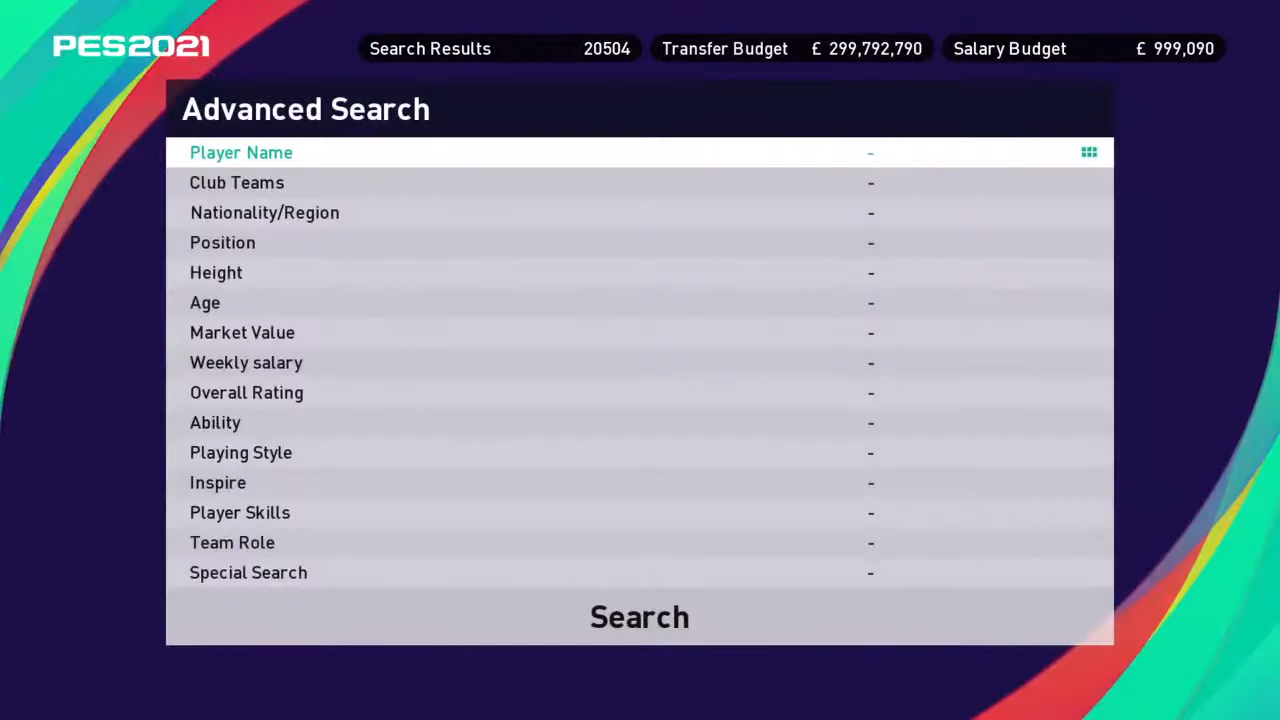 PES2021
Search Results 20504 Transfer Budget £ 299,792,790 Salary Budget £ 999,090
Advanced Search
Player Name -
Club Teams -
Nationality/Region -
Position -
Height -
Age -
Market Value -
Weekly salary -
Overall Rating -
Ability -
Playing Style -
Inspire -
Player Skills -
Team Role -
Special Search -
Search